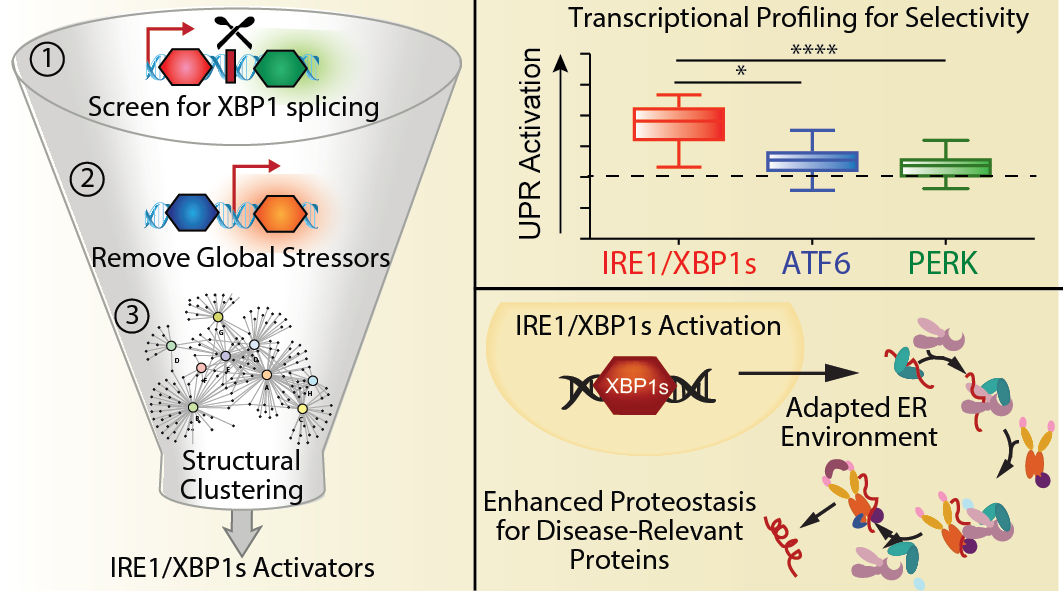 1
Screen for XBP1 splicing
2
Remove Global Stressors
3
G
D
F
E
A
H
C
Structural
Clustering
IRE1/XBP1s Activators
Transcriptional Profiling for Selectivity
UPR Activation
****
*
IRE1/XBP1s ATF6 PERK
IRE1/XBP1s Activation
XBP1s
Adapted ER
Environment
Enhanced Proteostasis
for Disease-Relevant
Proteins